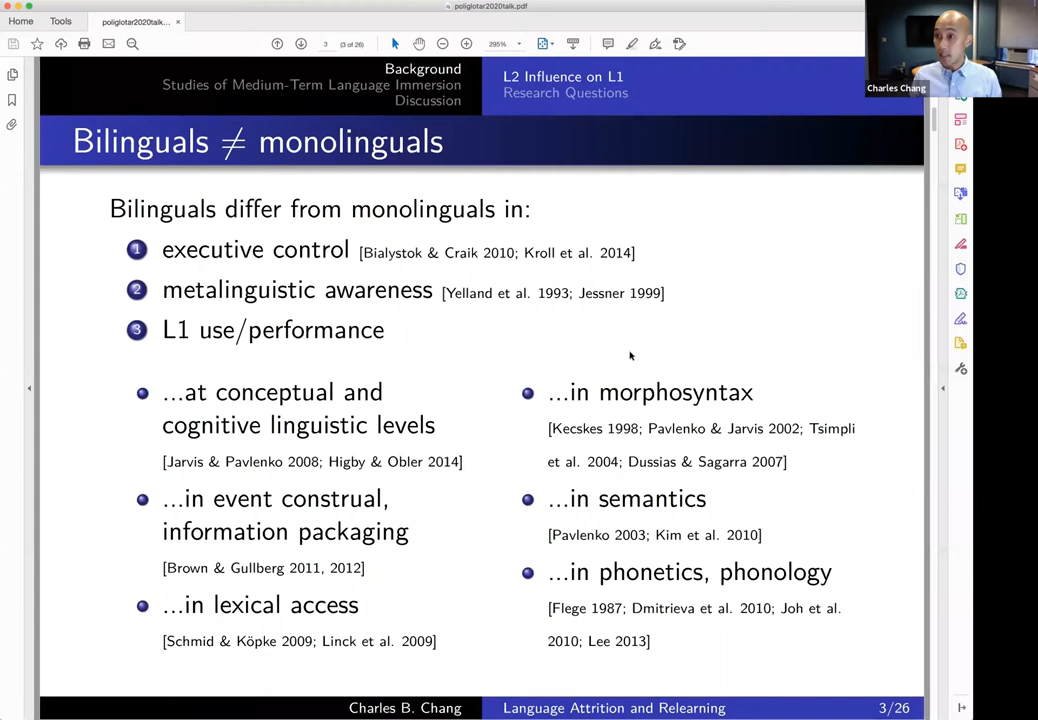 poliglotar2020talk.pdf
Home Tools poliglotar2020talk... ×
3 (3 of 26) 295%
Charles Chang
Background
Studies of Medium-Term Language Immersion
Discussion
L2 Influence on L1
Research Questions
Bilinguals ≠ monolinguals
Bilinguals differ from monolinguals in:
1 executive control [Bialystok & Craik 2010; Kroll et al. 2014]
2 metalinguistic awareness [Yelland et al. 1993; Jessner 1999]
3 L1 use/performance
...at conceptual and
cognitive linguistic levels
[Jarvis & Pavlenko 2008; Higby & Obler 2014]
...in event construal,
information packaging
[Brown & Gullberg 2011, 2012]
...in lexical access
[Schmid & Köpke 2009; Linck et al. 2009]
...in morphosyntax
[Kecskes 1998; Pavlenko & Jarvis 2002; Tsimpli
et al. 2004; Dussias & Sagarra 2007]
...in semantics
[Pavlenko 2003; Kim et al. 2010]
...in phonetics, phonology
[Flege 1987; Dmitrieva et al. 2010; Joh et al.
2010; Lee 2013]
Charles B. Chang Language Attrition and Relearning 3/26